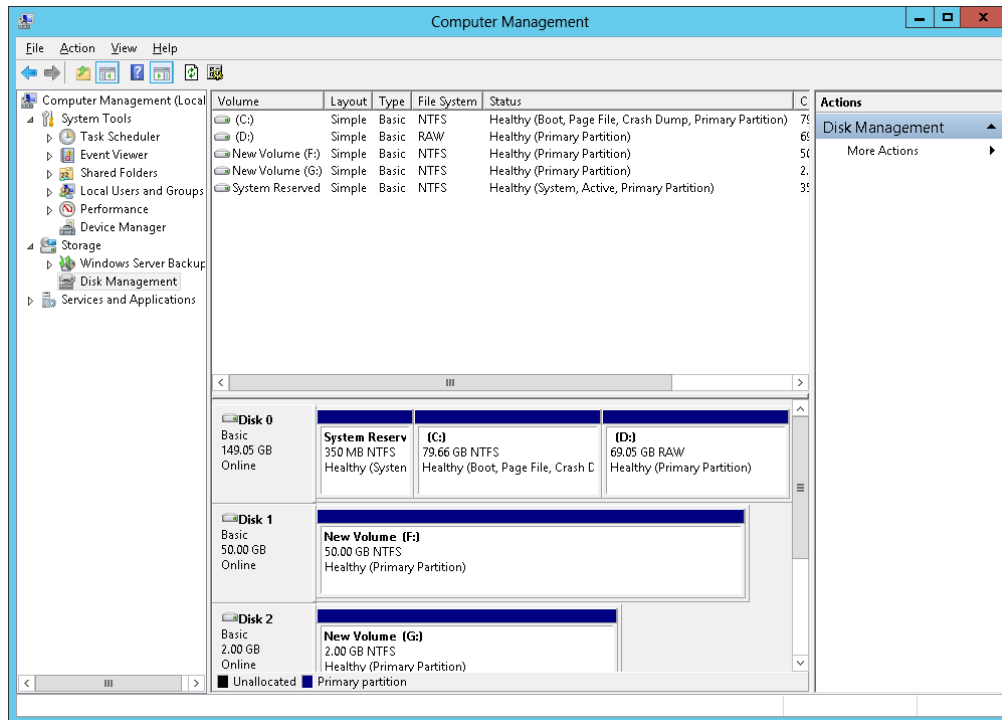 Computer Management
File Action View Help
Computer Management (Local
System Tools
Task Scheduler
Event Viewer
Shared Folders
Local Users and Groups
Performance
Device Manager
Storage
Windows Server Backup
Disk Management
Services and Applications
Volume Layout Type File System Status C
(C:) Simple Basic NTFS Healthy (Boot, Page File, Crash Dump, Primary Partition) 79
(D:) Simple Basic RAW Healthy (Primary Partition) 69
New Volume (F:) Simple Basic NTFS Healthy (Primary Partition) 50
New Volume (G:) Simple Basic NTFS Healthy (Primary Partition) 2.
System Reserved Simple Basic NTFS Healthy (System, Active, Primary Partition) 35
Disk 0
Basic
149.05 GB
Online
System Reserv
350 MB NTFS
Healthy (System
(C:)
79.66 GB NTFS
Healthy (Boot, Page File, Crash D
(D:)
69.05 GB RAW
Healthy (Primary Partition)
Disk 1
Basic
50.00 GB
Online
New Volume (F:)
50.00 GB NTFS
Healthy (Primary Partition)
Disk 2
Basic
2.00 GB
Online
New Volume (G:)
2.00 GB NTFS
Healthy (Primary Partition)
Unallocated Primary partition
Actions
Disk Management
More Actions